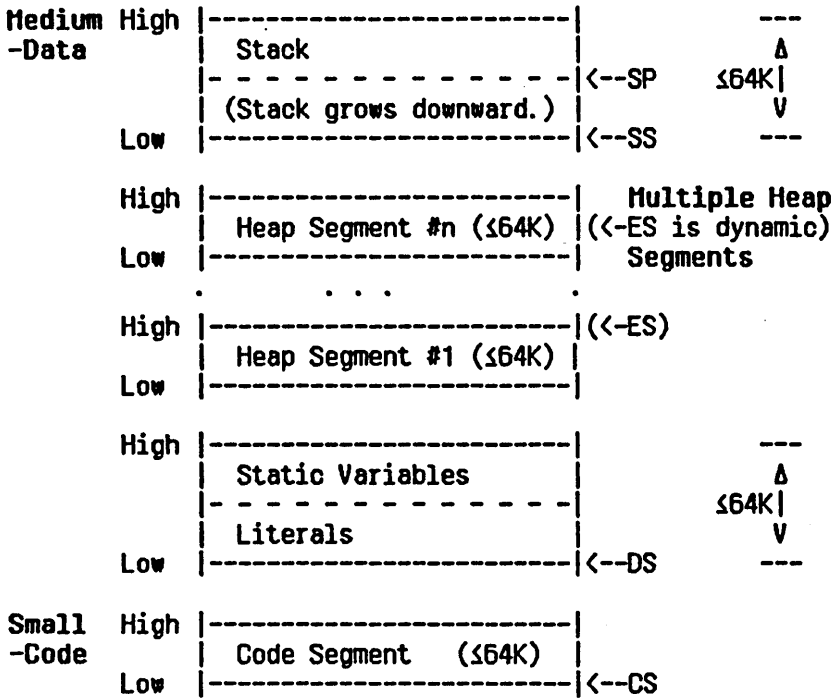 Medium High |-------------------------| ---
-Data | Stack | Δ
|- - - - - - - - - - - - -|<--SP ≤64K|
| (Stack grows downward.) | V
Low |-------------------------|<--SS ---
High |-------------------------| Multiple Heap
| Heap Segment #n (≤64K) |(<-ES is dynamic)
Low |-------------------------| Segments
. . . . .
High |-------------------------|(<-ES)
| Heap Segment #1 (≤64K) |
Low |-------------------------|
High |-------------------------| ---
| Static Variables | Δ
|- - - - - - - - - - - - -| ≤64K|
| Literals | V
Low |-------------------------|<--DS ---
Small High |-------------------------|
-Code | Code Segment (≤64K) |
Low |-------------------------|<--CS